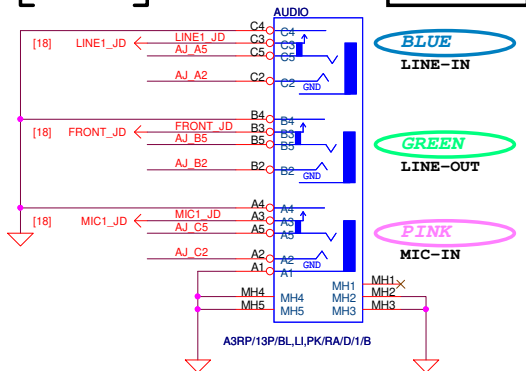 AUDIO
C4 C4
[18] LINE1_JD LINE1_JD C3 C3
AJ_A5 C5 C5
AJ_A2 C2 C2
GND
BLUE
LINE-IN
B4 B4
[18] FRONT_JD FRONT_JD B3 B3
AJ_B5 B5 B5
AJ_B2 B2 B2
GND
GREEN
LINE-OUT
A4 A4
[18] MIC1_JD MIC1_JD A3 A3
AJ_C5 A5 A5
AJ_C2 A2 A2
GND
A1 A1
PINK
MIC-IN
MH1 MH1
MH4 MH4 MH2 MH2
MH5 MH5 MH3 MH3
A3RP/13P/BL,LI,PK/RA/D/1/B